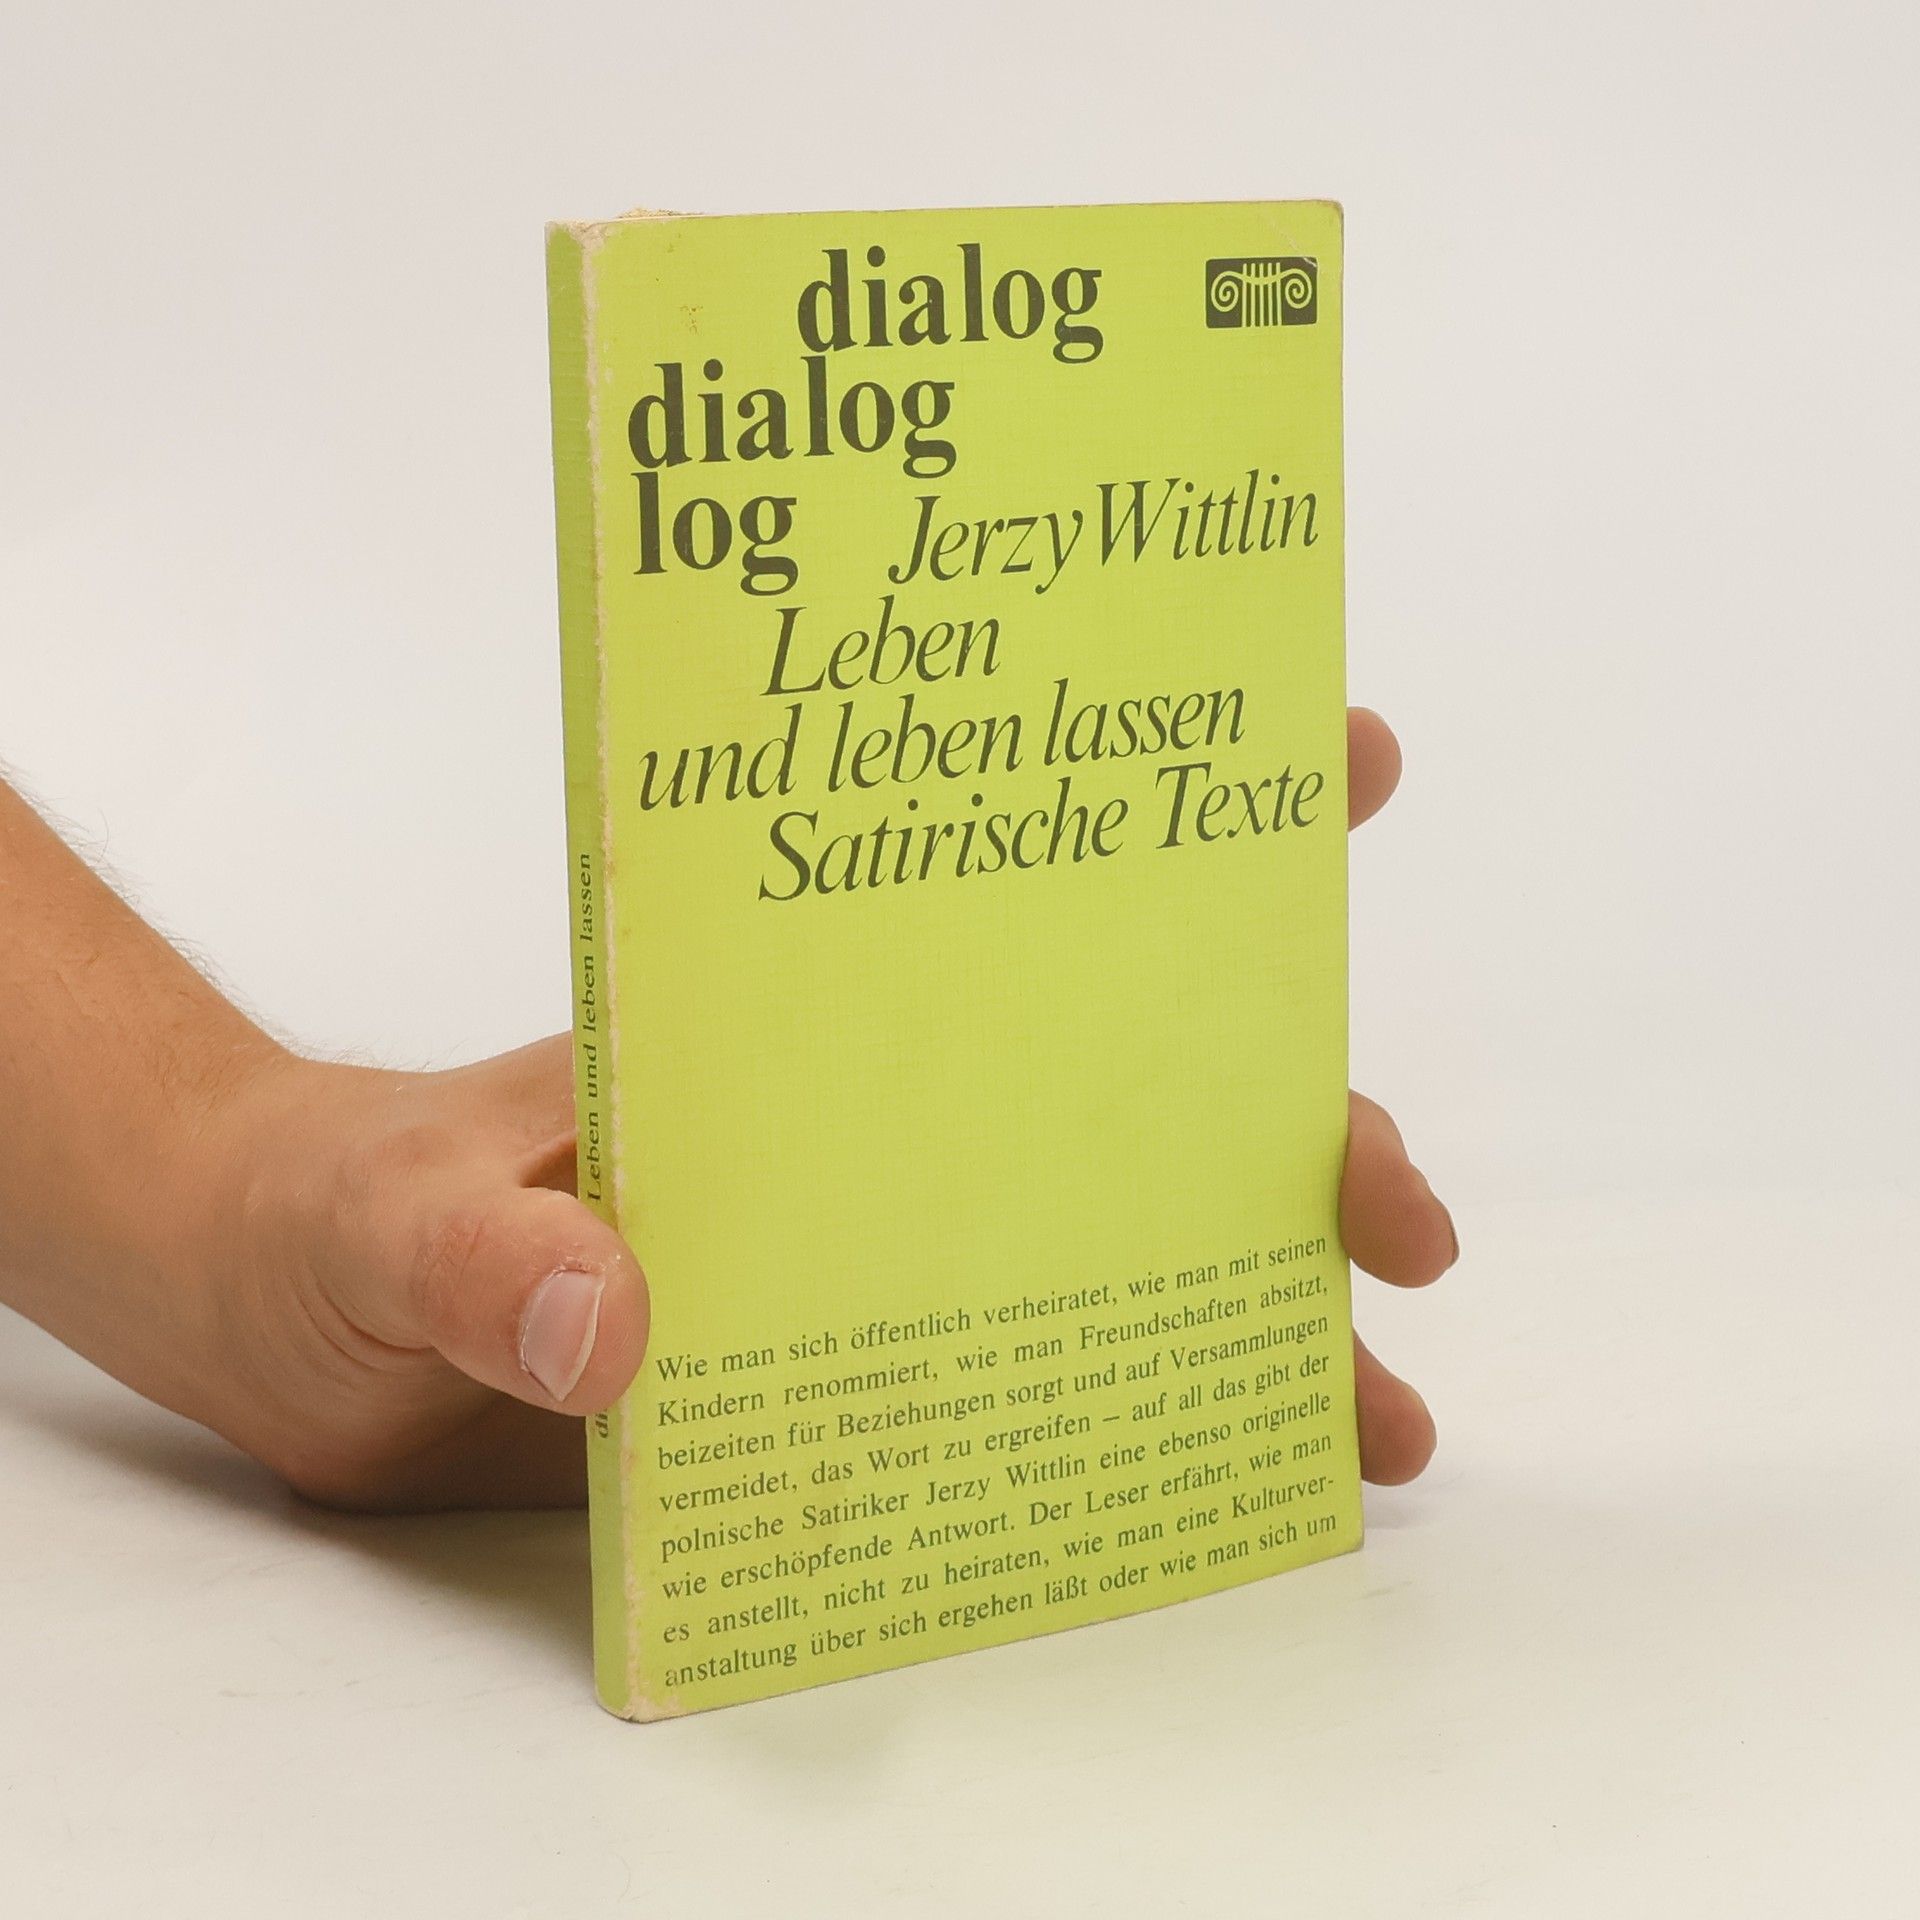 dialog
dialog
log Jerzy Wittlin
Leben
und leben lassen
Satirische Texte
Wie man sich öffentlich verheiratet, wie man mit seinen
Kindern renommiert, wie man Freundschaften absitzt,
beizeiten für Beziehungen sorgt und auf Versammlungen
vermeidet, das Wort zu ergreifen – auf all das gibt der
polnische Satiriker Jerzy Wittlin eine ebenso originelle
wie erschöpfende Antwort. Der Leser erfährt, wie man
es anstellt, nicht zu heiraten, wie man eine Kulturver-
anstaltung über sich ergehen läßt oder wie man sich um
Leben und leben lassen